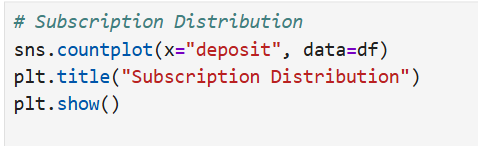 # Subscription Distribution
sns.countplot(x="deposit", data=df)
plt.title("Subscription Distribution")
plt.show()